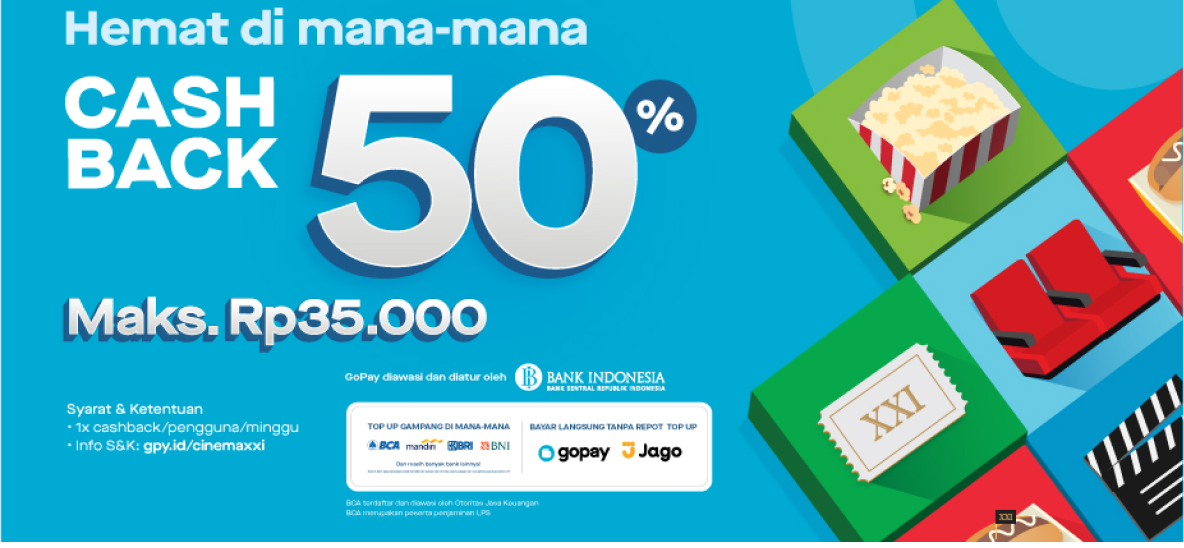 Hemat di mana-mana
CASH
BACK
50%
Maks. Rp35.000
GoPay diawasi dan diatur oleh
BANK INDONESIA
BANK SENTRAL REPUBLIK INDONESIA
Syarat & Ketentuan
• 1x cashback/pengguna/minggu
• Info S&K: gpy.id/cinemaxxi
TOP UP GAMPANG DI MANA-MANA
BCA mandiri BRI BNI
Dan masih banyak bank lainnya!
BAYAR LANGSUNG TANPA REPOT TOP UP
gopay Jago
BCA terdaftar dan diawasi oleh Otoritas Jasa Keuangan
BCA merupakan peserta penjaminan LPS
XXI
XXI